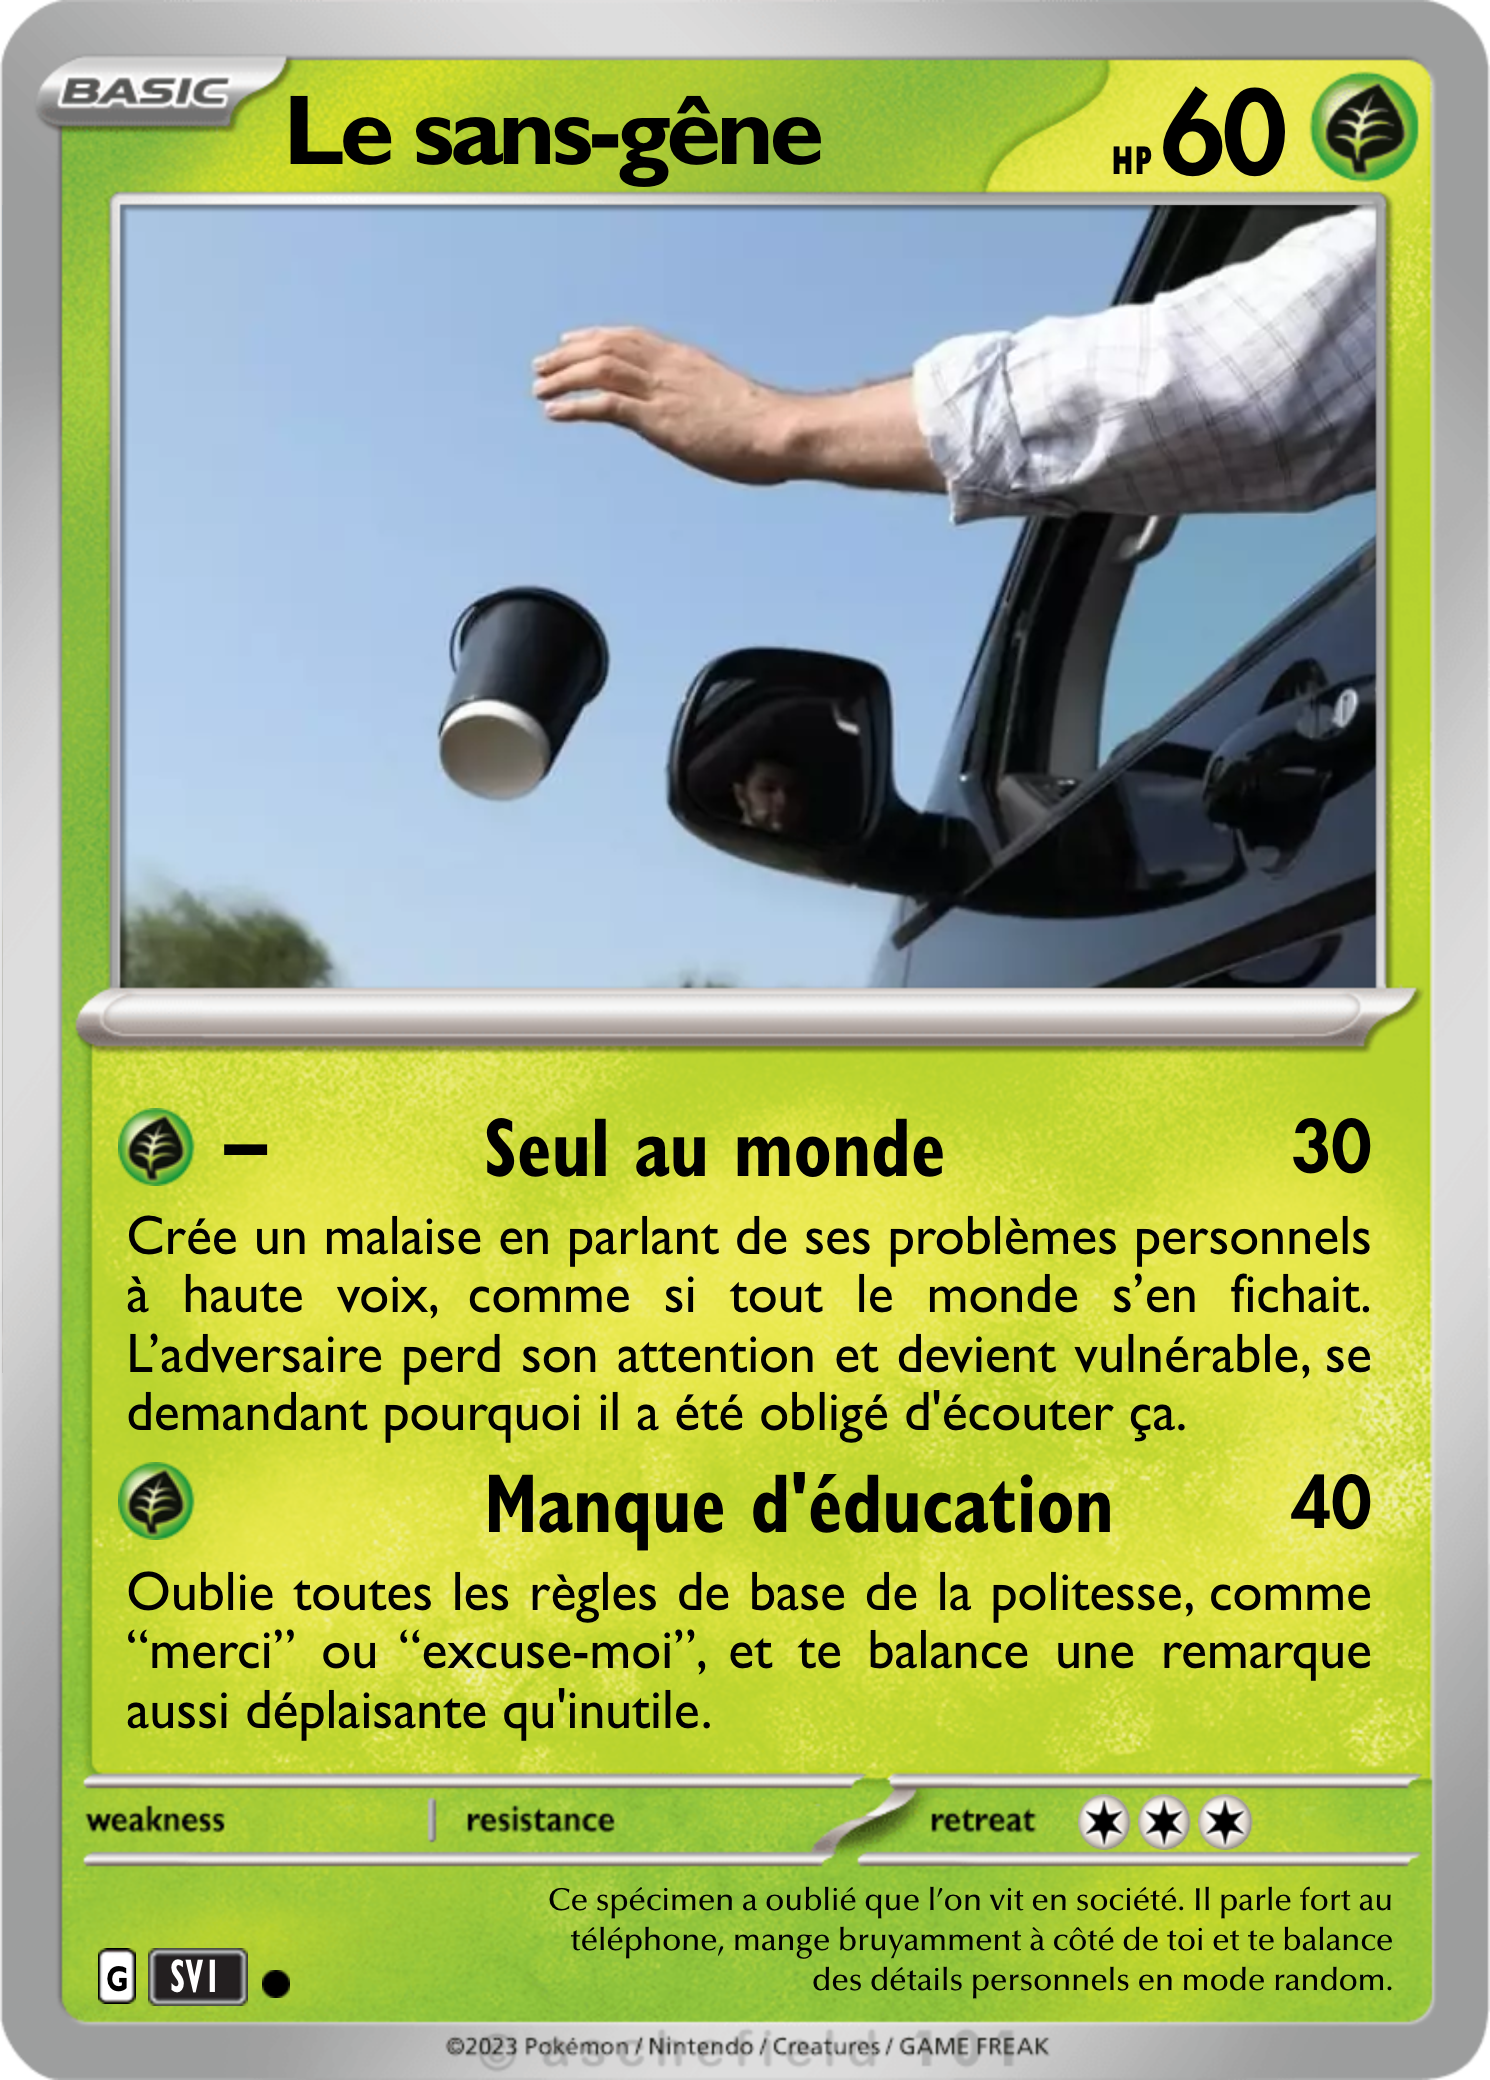 BASIC
Le sans-gêne
HP 60
– Seul au monde 30
Crée un malaise en parlant de ses problèmes personnels
à haute voix, comme si tout le monde s’en fichait.
L’adversaire perd son attention et devient vulnérable, se
demandant pourquoi il a été obligé d'écouter ça.
Manque d'éducation 40
Oublie toutes les règles de base de la politesse, comme
“merci” ou “excuse-moi”, et te balance une remarque
aussi déplaisante qu'inutile.
weakness resistance retreat
Ce spécimen a oublié que l’on vit en société. Il parle fort au
téléphone, mange bruyamment à côté de toi et te balance
des détails personnels en mode random.
G SVI
©2023 Pokémon / Nintendo / Creatures / GAME FREAK